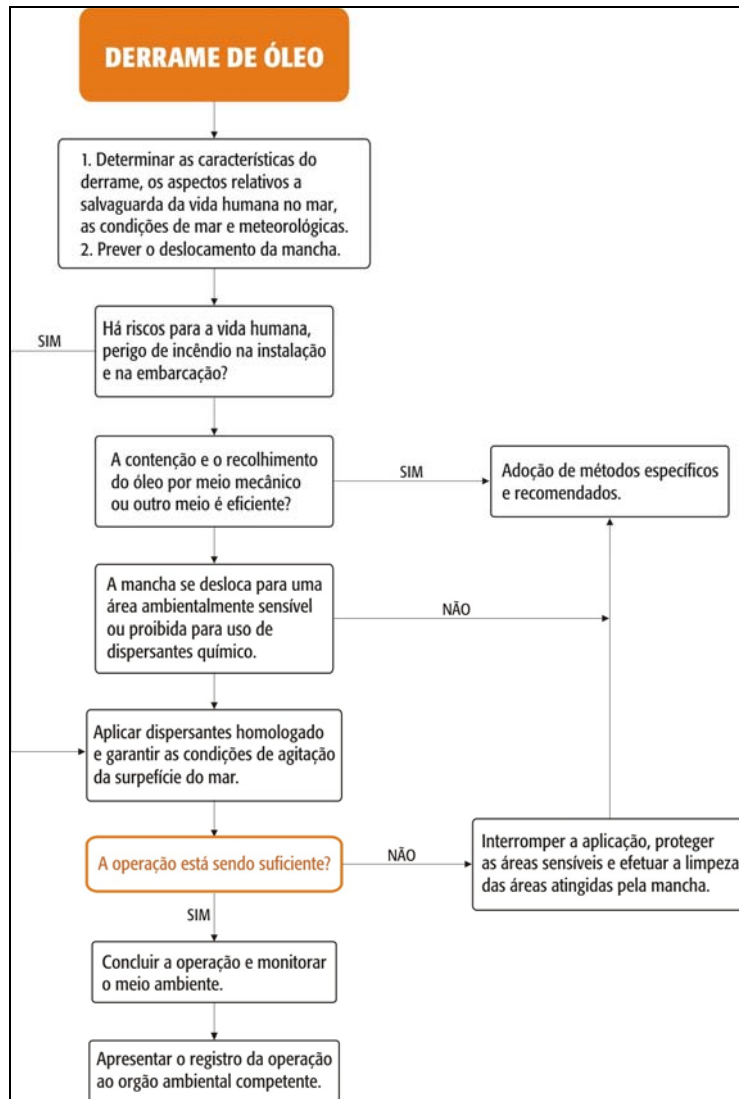 DERRAME DE ÓLEO
1. Determinar as características do
derrame, os aspectos relativos a
salvaguarda da vida humana no mar,
as condições de mar e meteorológicas.
2. Prever o deslocamento da mancha.
SIM
Há riscos para a vida humana,
perigo de incêndio na instalação
e na embarcação?
A contenção e o recolhimento
do óleo por meio mecânico
ou outro meio é eficiente?
SIM
Adoção de métodos específicos
e recomendados.
A mancha se desloca para uma
área ambientalmente sensível
ou proibida para uso de
dispersantes químico.
NÃO
Aplicar dispersantes homologado
e garantir as condições de agitação
da surpefície do mar.
A operação está sendo suficiente?
NÃO
Interromper a aplicação, proteger
as áreas sensíveis e efetuar a limpeza
das áreas atingidas pela mancha.
SIM
Concluir a operação e monitorar
o meio ambiente.
Apresentar o registro da operação
ao orgão ambiental competente.